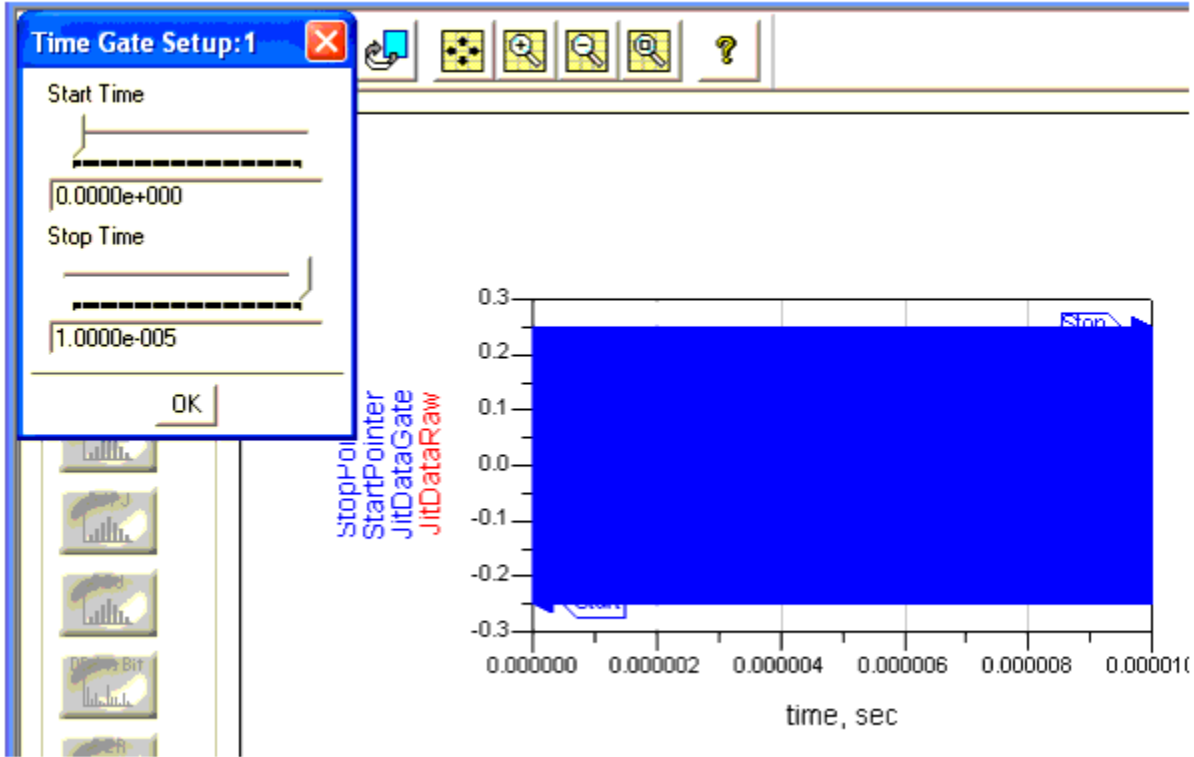 Time Gate Setup:1
Start Time
0.0000e+000
Stop Time
1.0000e-005
OK
?
StartPointer
JitDataGate
JitDataRaw
0.3
0.2
0.1
0.0
-0.1
-0.2
-0.3
Stop
Start
0.0000000
0.000002
0.000004
0.000006
0.000008
time, sec